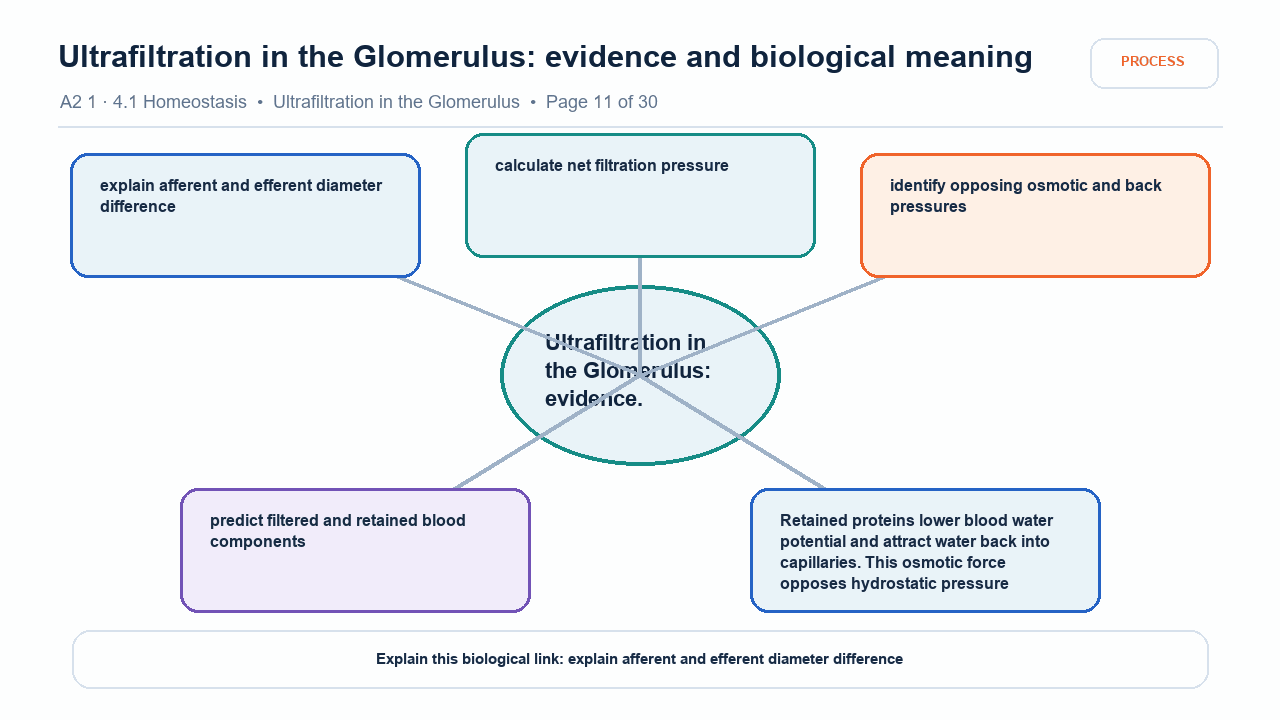 Ultrafiltration in the Glomerulus: evidence and biological meaning
PROCESS
A2 1 · 4.1 Homeostasis • Ultrafiltration in the Glomerulus • Page 11 of 30
explain afferent and efferent diameter
difference
calculate net filtration pressure
identify opposing osmotic and back
pressures
Ultrafiltration in
the Glomerulus:
evidence.
predict filtered and retained blood
components
Retained proteins lower blood water
potential and attract water back into
capillaries. This osmotic force
opposes hydrostatic pressure
Explain this biological link: explain afferent and efferent diameter difference